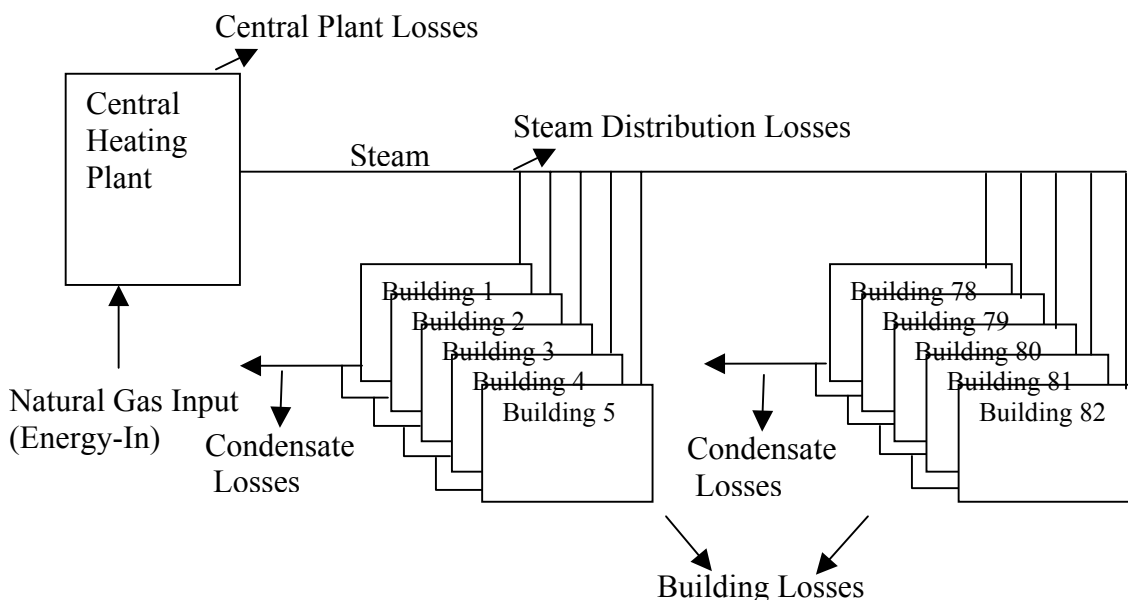 Central Plant Losses
Central
Heating
Plant
Steam Distribution Losses
Steam
Building 1
Building 2
Building 3
Building 4
Building 5
Building 78
Building 79
Building 80
Building 81
Building 82
Natural Gas Input
(Energy-In)
Condensate
Losses
Condensate
Losses
Building Losses